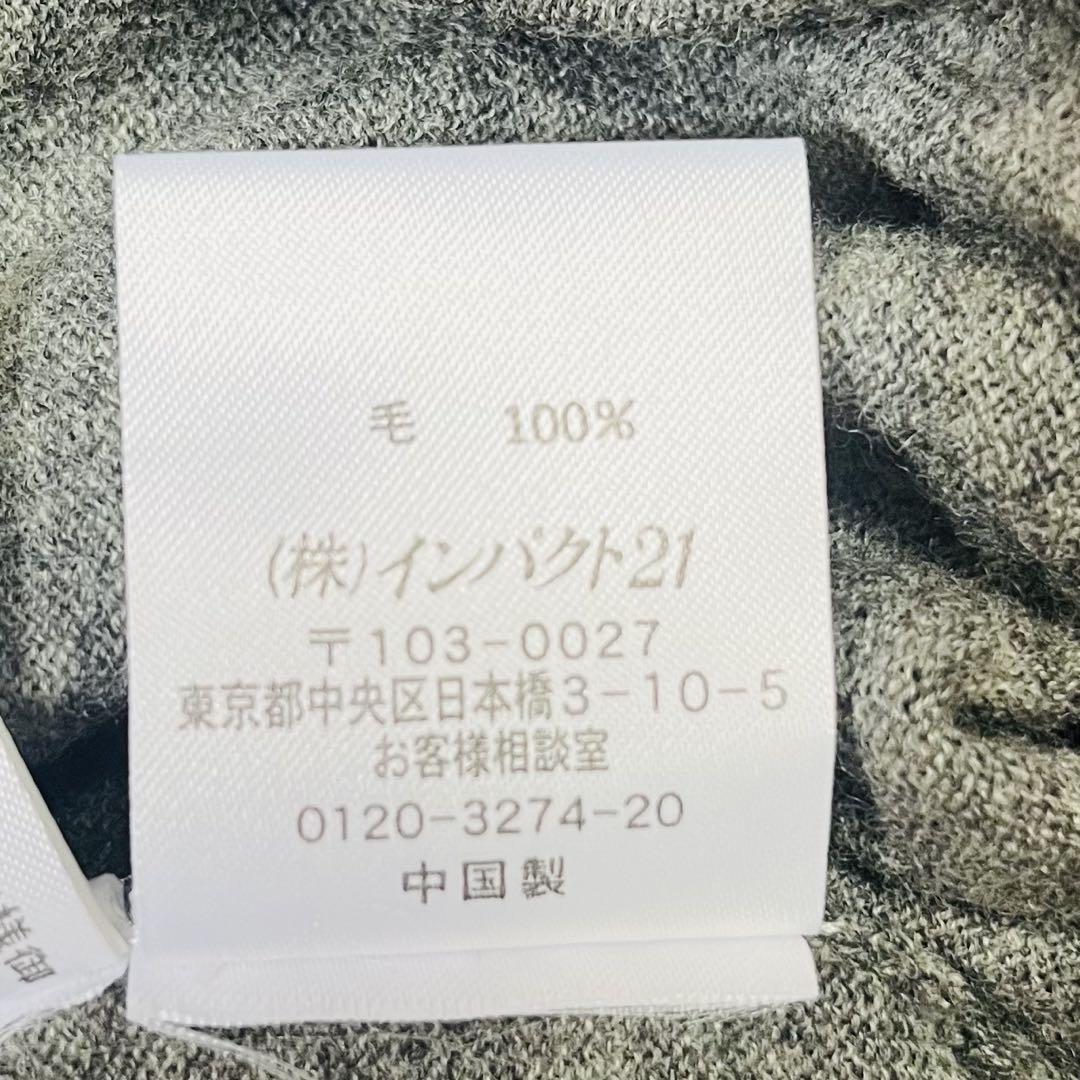 毛 100%
(株)インパクト21
〒103-0027
東京都中央区日本橋3-10-5
お客様相談室
0120-3274-20
中国製